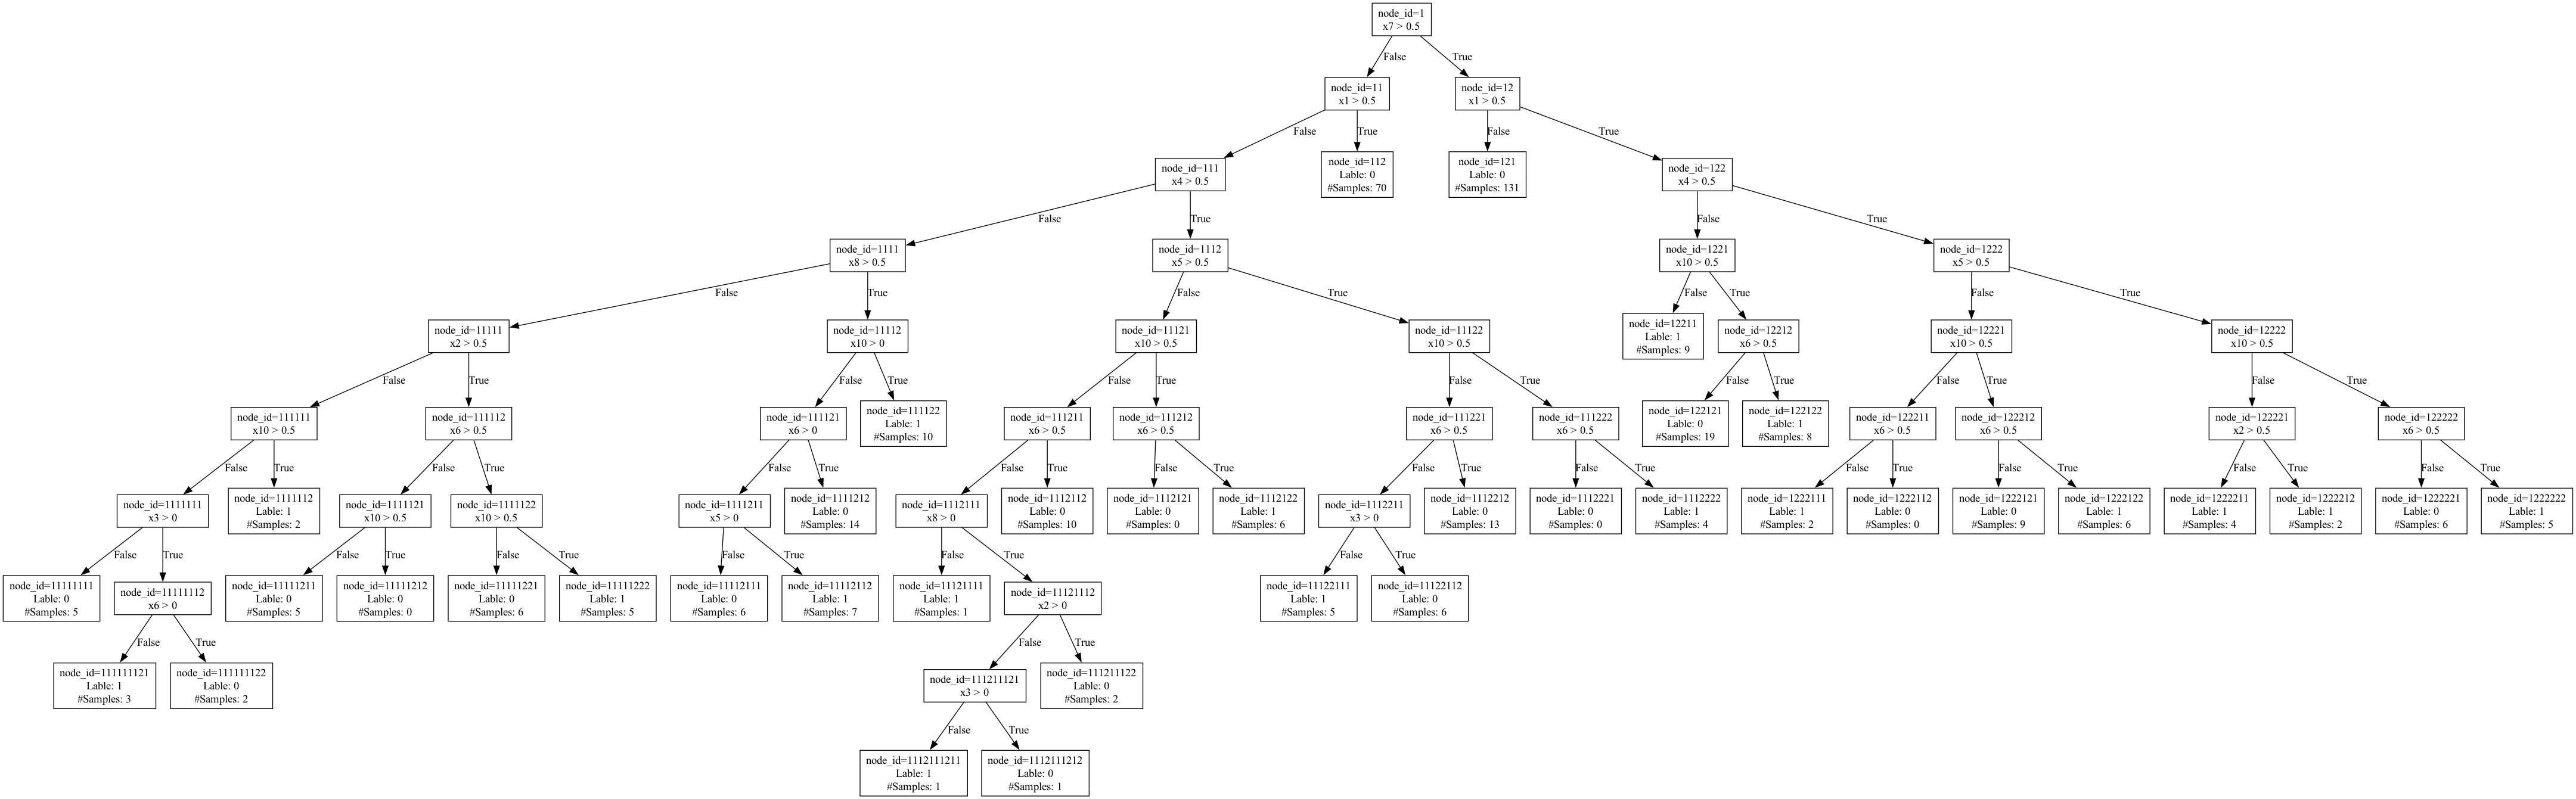 node_id=1
x7 > 0.5
False
True
node_id=11
x1 > 0.5
node_id=12
x1 > 0.5
False
True
False
True
node_id=111
x4 > 0.5
node_id=112
Lable: 0
#Samples: 70
node_id=121
Lable: 0
#Samples: 131
node_id=122
x4 > 0.5
False
True
False
True
node_id=1111
x8 > 0.5
node_id=1112
x5 > 0.5
node_id=1221
x10 > 0.5
node_id=1222
x5 > 0.5
False
True
False
True
False
True
False
True
node_id=11111
x2 > 0.5
node_id=11112
x10 > 0
node_id=11121
x10 > 0.5
node_id=11122
x10 > 0.5
node_id=12211
Lable: 1
#Samples: 9
node_id=12212
x6 > 0.5
node_id=12221
x10 > 0.5
node_id=12222
x10 > 0.5
False
True
False
True
False
True
False
True
False
True
False
True
False
True
node_id=111111
x10 > 0.5
node_id=111112
x6 > 0.5
node_id=111121
x6 > 0
node_id=111122
Lable: 1
#Samples: 10
node_id=111211
x6 > 0.5
node_id=111212
x6 > 0.5
node_id=111221
x6 > 0.5
node_id=111222
x6 > 0.5
node_id=122121
Lable: 0
#Samples: 19
node_id=122122
Lable: 1
#Samples: 8
node_id=122211
x6 > 0.5
node_id=122212
x6 > 0.5
node_id=122221
x2 > 0.5
node_id=122222
x6 > 0.5
False
True
False
True
False
True
False
True
False
True
False
True
False
True
False
True
False
True
False
True
False
True
node_id=1111111
x3 > 0
node_id=1111112
Lable: 1
#Samples: 2
node_id=1111121
x10 > 0.5
node_id=1111122
x10 > 0.5
node_id=1111211
x5 > 0
node_id=1111212
Lable: 0
#Samples: 14
node_id=1112111
x8 > 0
node_id=1112112
Lable: 0
#Samples: 10
node_id=1112121
Lable: 0
#Samples: 0
node_id=1112122
Lable: 1
#Samples: 6
node_id=1112211
x3 > 0
node_id=1112212
Lable: 0
#Samples: 13
node_id=1112221
Lable: 0
#Samples: 0
node_id=1112222
Lable: 1
#Samples: 4
node_id=1222111
Lable: 1
#Samples: 2
node_id=1222112
Lable: 0
#Samples: 0
node_id=1222121
Lable: 0
#Samples: 9
node_id=1222122
Lable: 1
#Samples: 6
node_id=1222211
Lable: 1
#Samples: 4
node_id=1222212
Lable: 1
#Samples: 2
node_id=1222221
Lable: 0
#Samples: 6
node_id=1222222
Lable: 1
#Samples: 5
False
True
False
True
False
True
False
True
False
True
False
True
node_id=11111111
Lable: 0
#Samples: 5
node_id=11111112
x6 > 0
node_id=11111211
Lable: 0
#Samples: 5
node_id=11111212
Lable: 0
#Samples: 0
node_id=11111221
Lable: 0
#Samples: 6
node_id=11111222
Lable: 1
#Samples: 5
node_id=11112111
Lable: 0
#Samples: 6
node_id=11112112
Lable: 1
#Samples: 7
node_id=11121111
Lable: 1
#Samples: 1
node_id=11121112
x2 > 0
node_id=11122111
Lable: 1
#Samples: 5
node_id=11122112
Lable: 0
#Samples: 6
False
True
False
True
node_id=111111121
Lable: 1
#Samples: 3
node_id=111111122
Lable: 0
#Samples: 2
node_id=111211121
x3 > 0
node_id=111211122
Lable: 0
#Samples: 2
False
True
node_id=1112111211
Lable: 1
#Samples: 1
node_id=1112111212
Lable: 0
#Samples: 1